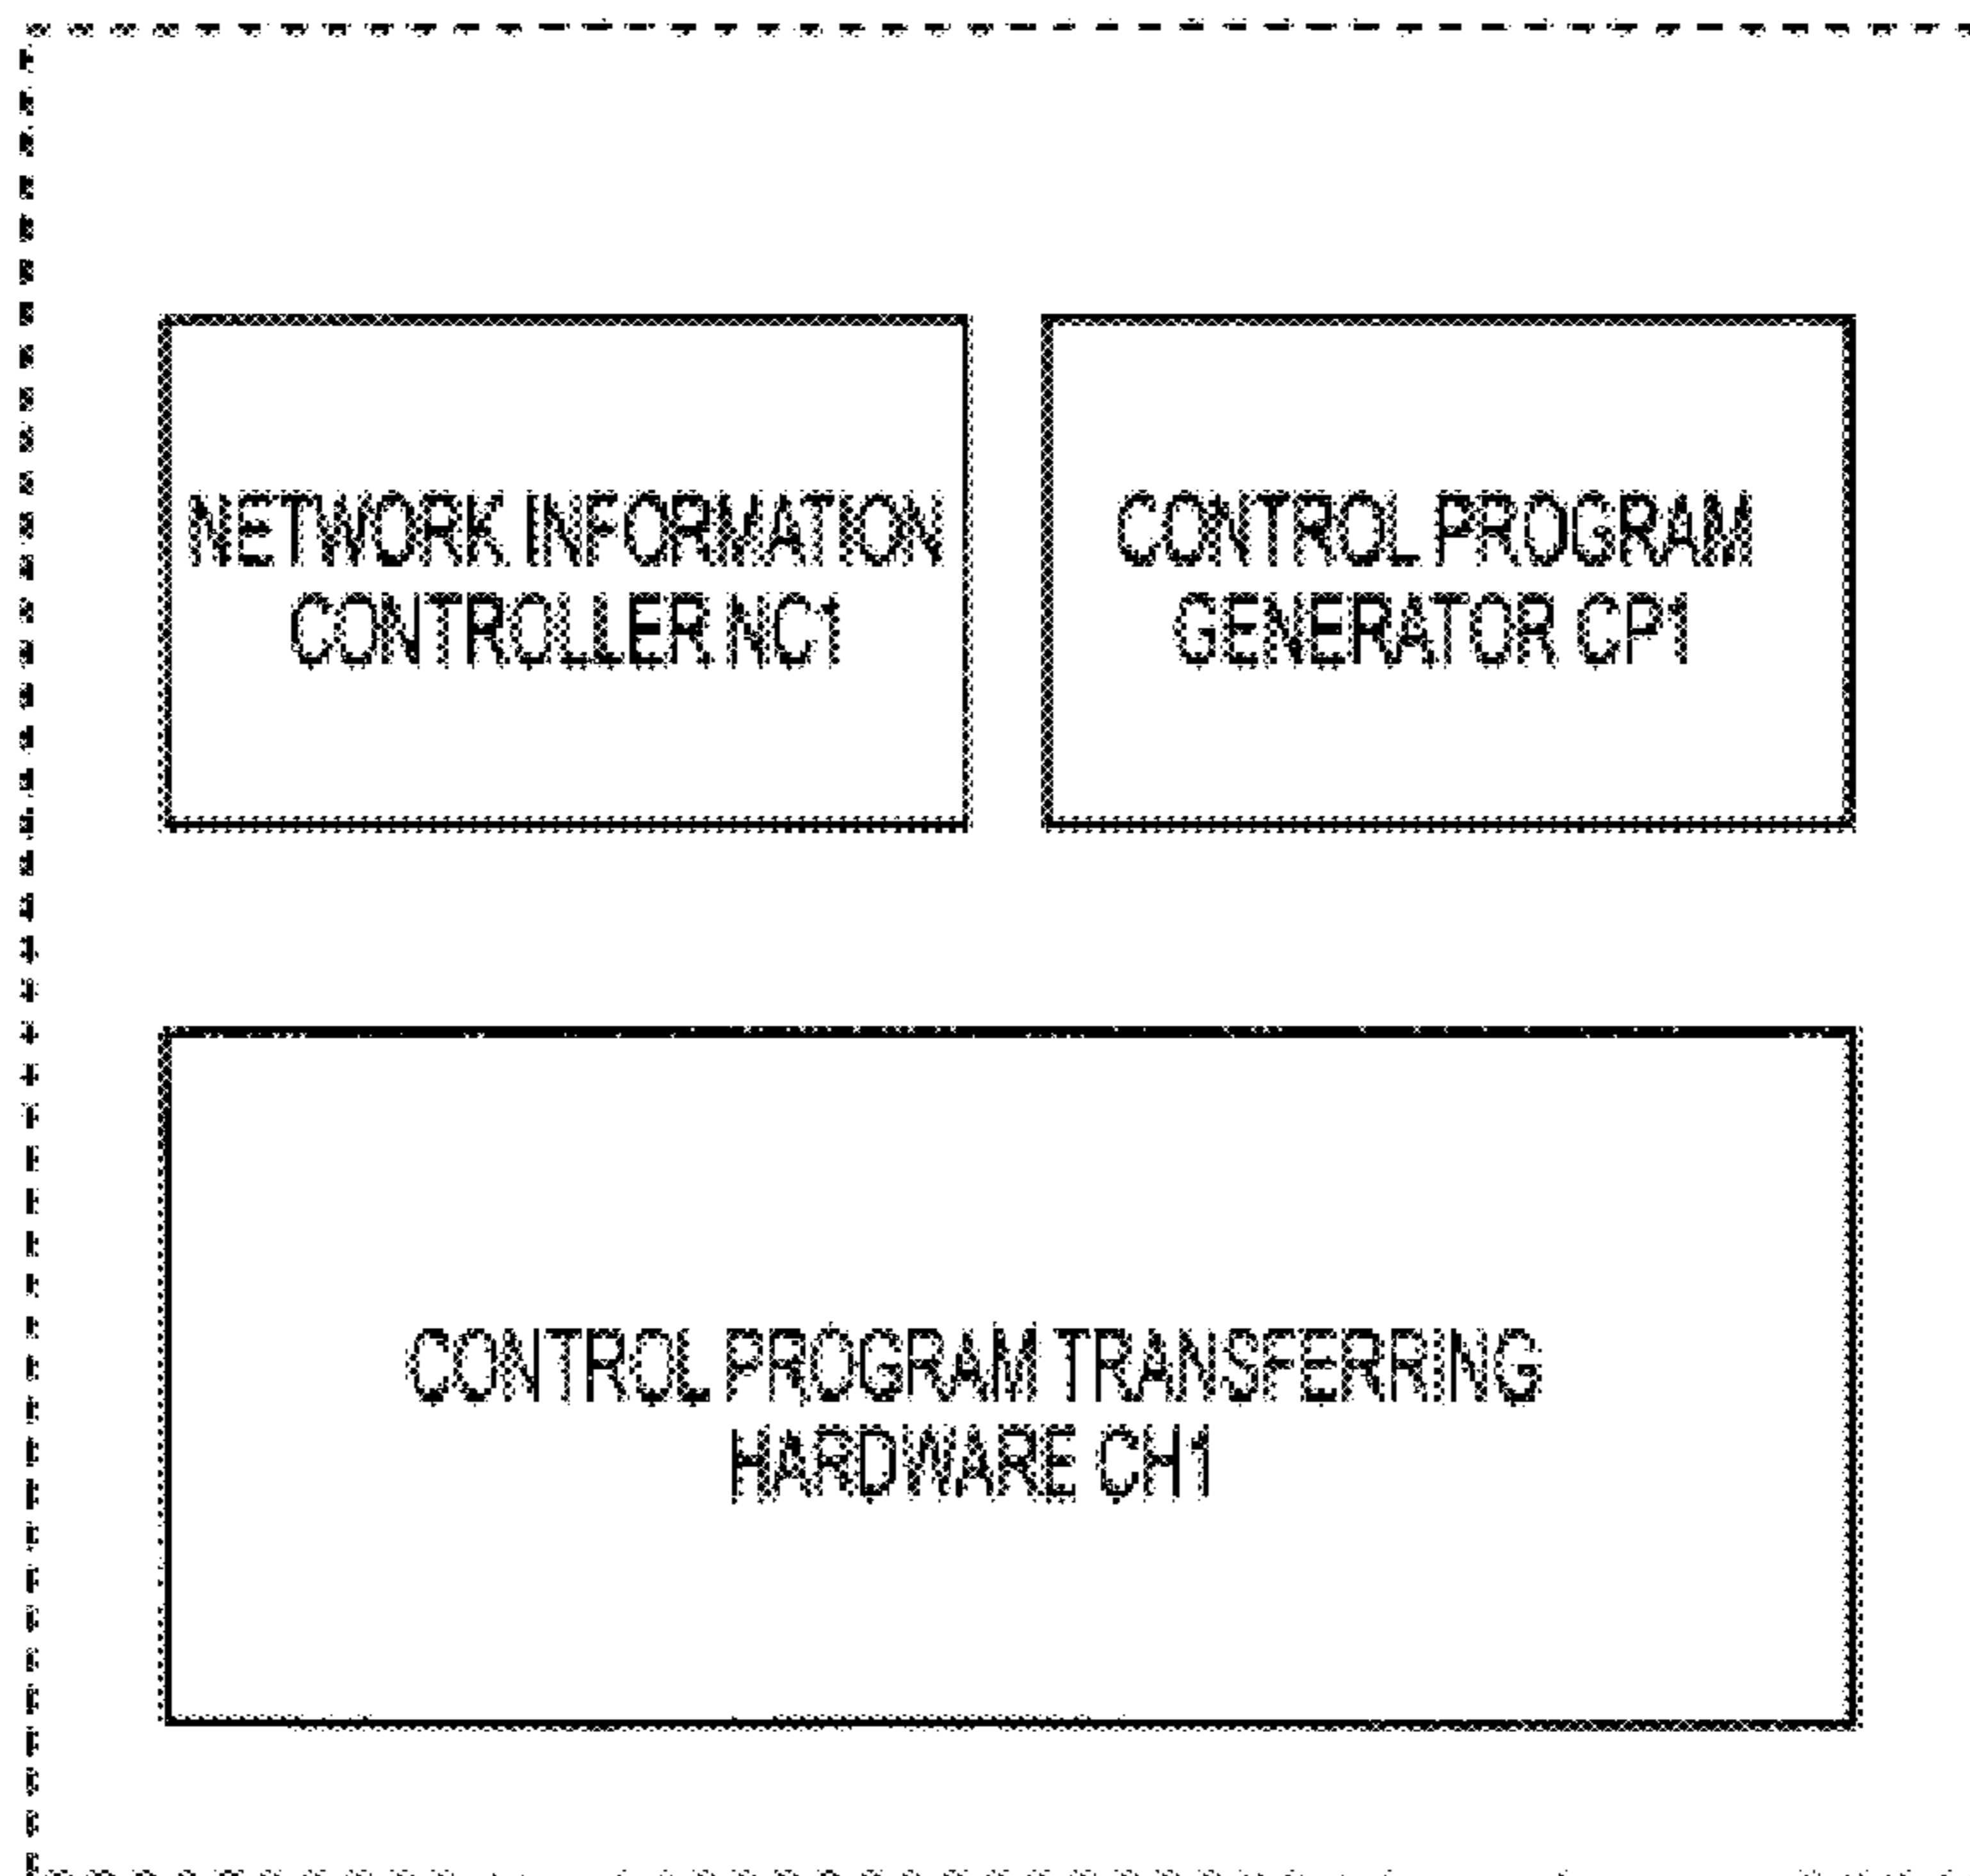 NETWORK INFORMATION
CONTROLLER NC1
CONTROL PROGRAM
GENERATOR CP1
CONTROL PROGRAM TRANSFERRING
HARDWARE CH1